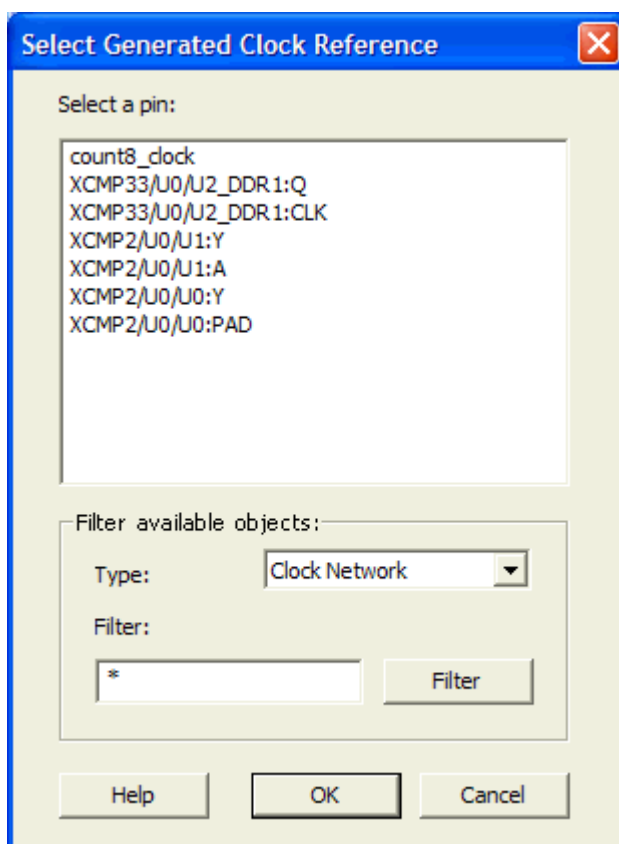 Select Generated Clock Reference
Select a pin:
count8_clock
XCMP33/U0/U2_DDR1:Q
XCMP33/U0/U2_DDR1:CLK
XCMP2/U0/U1:Y
XCMP2/U0/U1:A
XCMP2/U0/U0:Y
XCMP2/U0/U0:PAD
Filter available objects:
Type: Clock Network
Filter:
* Filter
Help OK Cancel